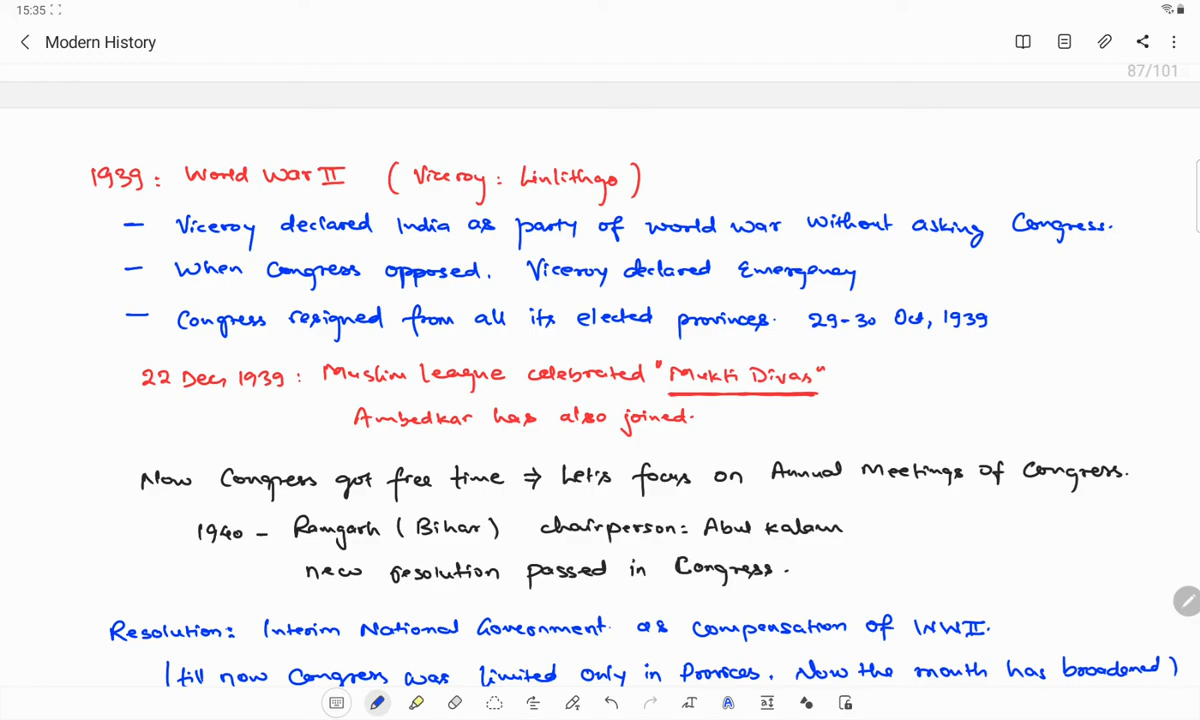 15:35
Modern History
87/101
1939: World War II (Viceroy: Linlithgo)
– Viceroy declared India as party of world war without asking Congress.
– When Congress opposed, Viceroy declared Emergency
– Congress resigned from all its elected provinces. 29-30 Oct, 1939
22 Dec, 1939: Muslim League celebrated "Mukti Divas"
Ambedkar has also joined.
Now Congress got free time ⇒ Let's focus on Annual Meetings of Congress.
1940 – Ramgarh (Bihar) chairperson: Abul Kalam
new resolution passed in Congress.
Resolution: Interim National Government as compensation of WWII.
(till now Congress was limited only in Provices. Now the month has broadened)